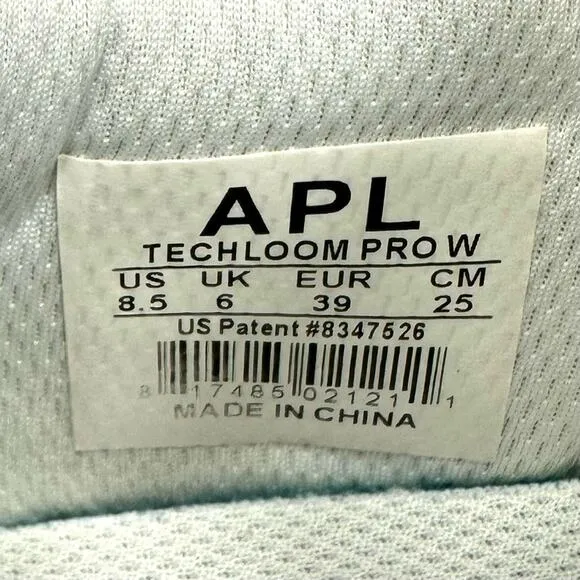 APL
TECHLOOM PRO W
US UK EUR CM
8.5 6 39 25
US Patent #8347526
8 17485 02121 1
MADE IN CHINA